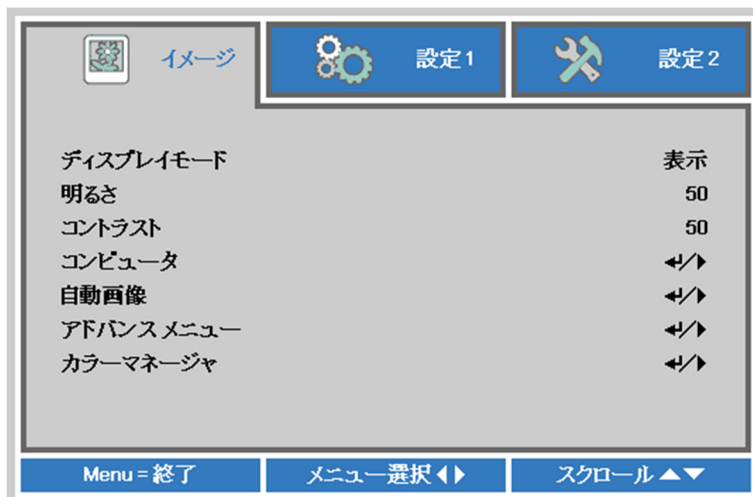 イメージ 設定1 設定2
ディスプレイモード 表示
明るさ 50
コントラスト 50
コンピュータ ↵/▶
自動画像 ↵/▶
アドバンス メニュー ↵/▶
カラーマネージャ ↵/▶
Menu = 終了 メニュー選択◀▶ スクロール▲▼